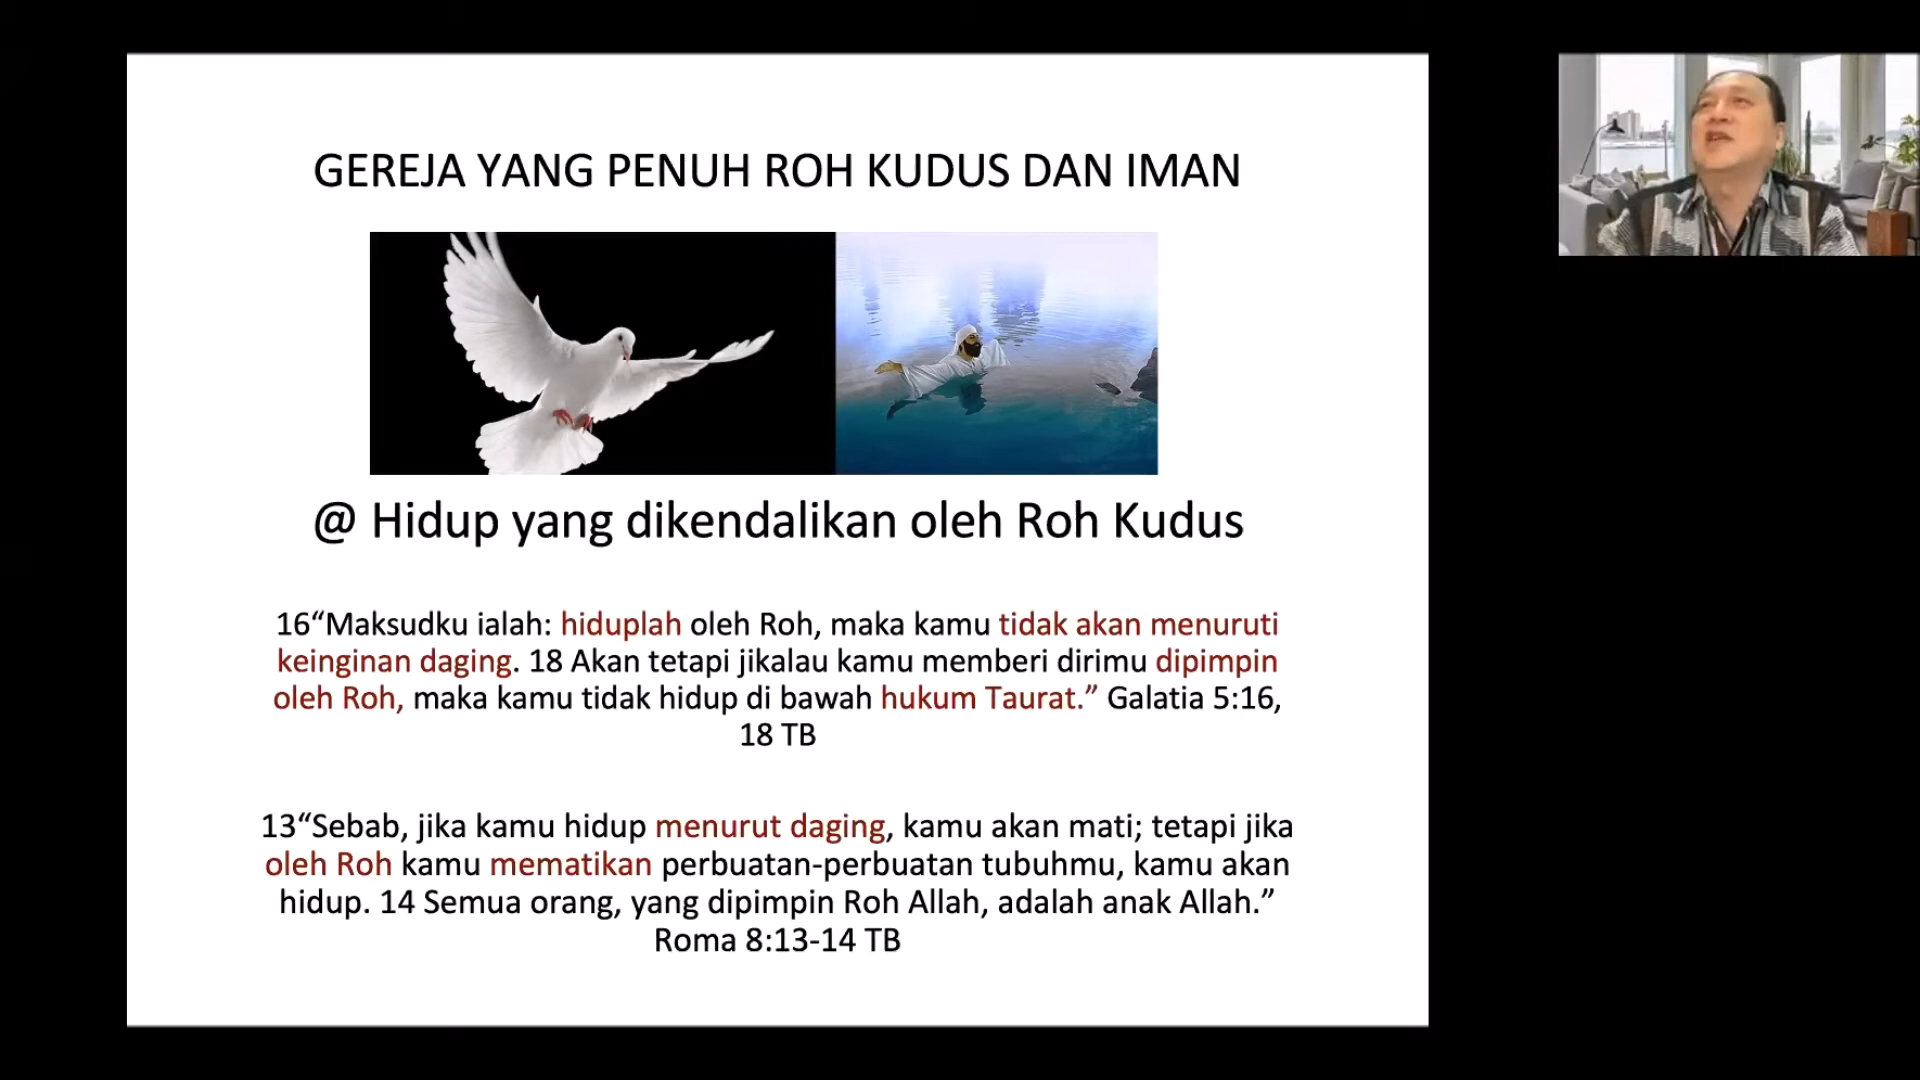 GEREJA YANG PENUH ROH KUDUS DAN IMAN
@ Hidup yang dikendalikan oleh Roh Kudus
16“Maksudku ialah: hiduplah oleh Roh, maka kamu tidak akan menuruti
keinginan daging. 18 Akan tetapi jikalau kamu memberi dirimu dipimpin
oleh Roh, maka kamu tidak hidup di bawah hukum Taurat.” Galatia 5:16,
18 TB
13“Sebab, jika kamu hidup menurut daging, kamu akan mati; tetapi jika
oleh Roh kamu mematikan perbuatan-perbuatan tubuhmu, kamu akan
hidup. 14 Semua orang, yang dipimpin Roh Allah, adalah anak Allah.”
Roma 8:13-14 TB